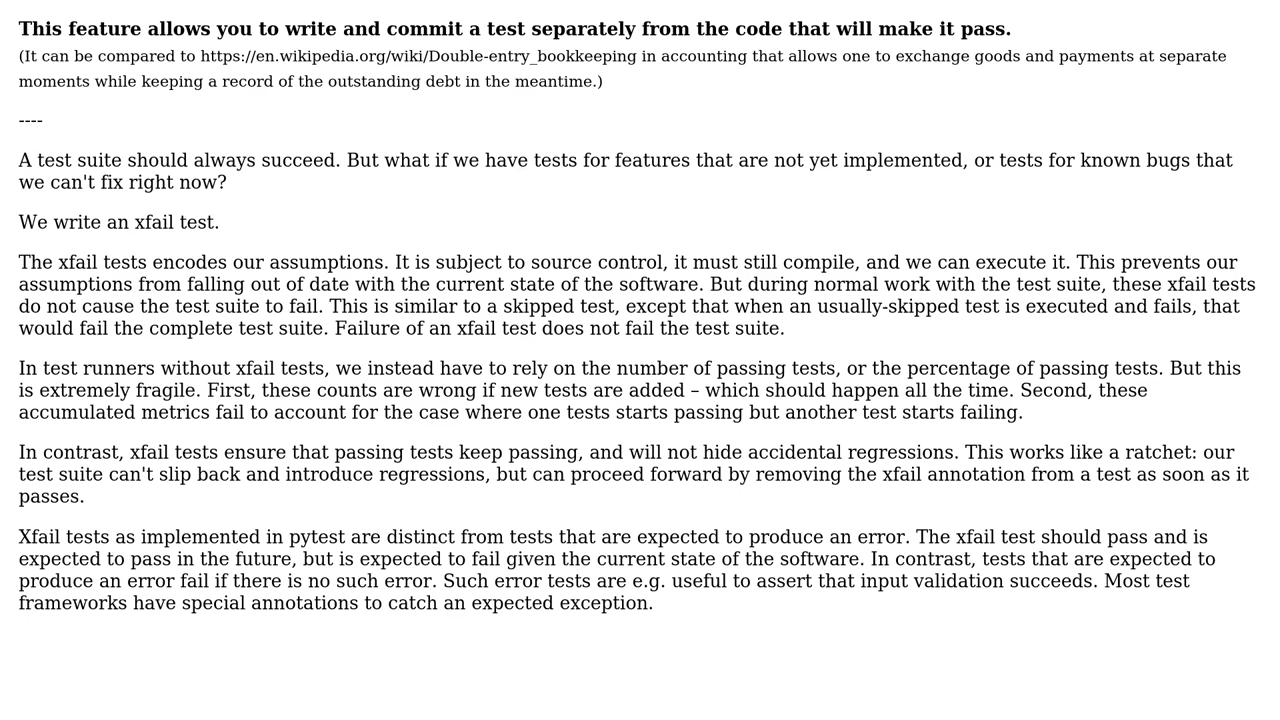 This feature allows you to write and commit a test separately from the code that will make it pass.
(It can be compared to https://en.wikipedia.org/wiki/Double-entry_bookkeeping in accounting that allows one to exchange goods and payments at separate
moments while keeping a record of the outstanding debt in the meantime.)
----
A test suite should always succeed. But what if we have tests for features that are not yet implemented, or tests for known bugs that
we can't fix right now?
We write an xfail test.
The xfail tests encodes our assumptions. It is subject to source control, it must still compile, and we can execute it. This prevents our
assumptions from falling out of date with the current state of the software. But during normal work with the test suite, these xfail tests
do not cause the test suite to fail. This is similar to a skipped test, except that when an usually-skipped test is executed and fails, that
would fail the complete test suite. Failure of an xfail test does not fail the test suite.
In test runners without xfail tests, we instead have to rely on the number of passing tests, or the percentage of passing tests. But this
is extremely fragile. First, these counts are wrong if new tests are added – which should happen all the time. Second, these
accumulated metrics fail to account for the case where one tests starts passing but another test starts failing.
In contrast, xfail tests ensure that passing tests keep passing, and will not hide accidental regressions. This works like a ratchet: our
test suite can't slip back and introduce regressions, but can proceed forward by removing the xfail annotation from a test as soon as it
passes.
Xfail tests as implemented in pytest are distinct from tests that are expected to produce an error. The xfail test should pass and is
expected to pass in the future, but is expected to fail given the current state of the software. In contrast, tests that are expected to
produce an error fail if there is no such error. Such error tests are e.g. useful to assert that input validation succeeds. Most test
frameworks have special annotations to catch an expected exception.